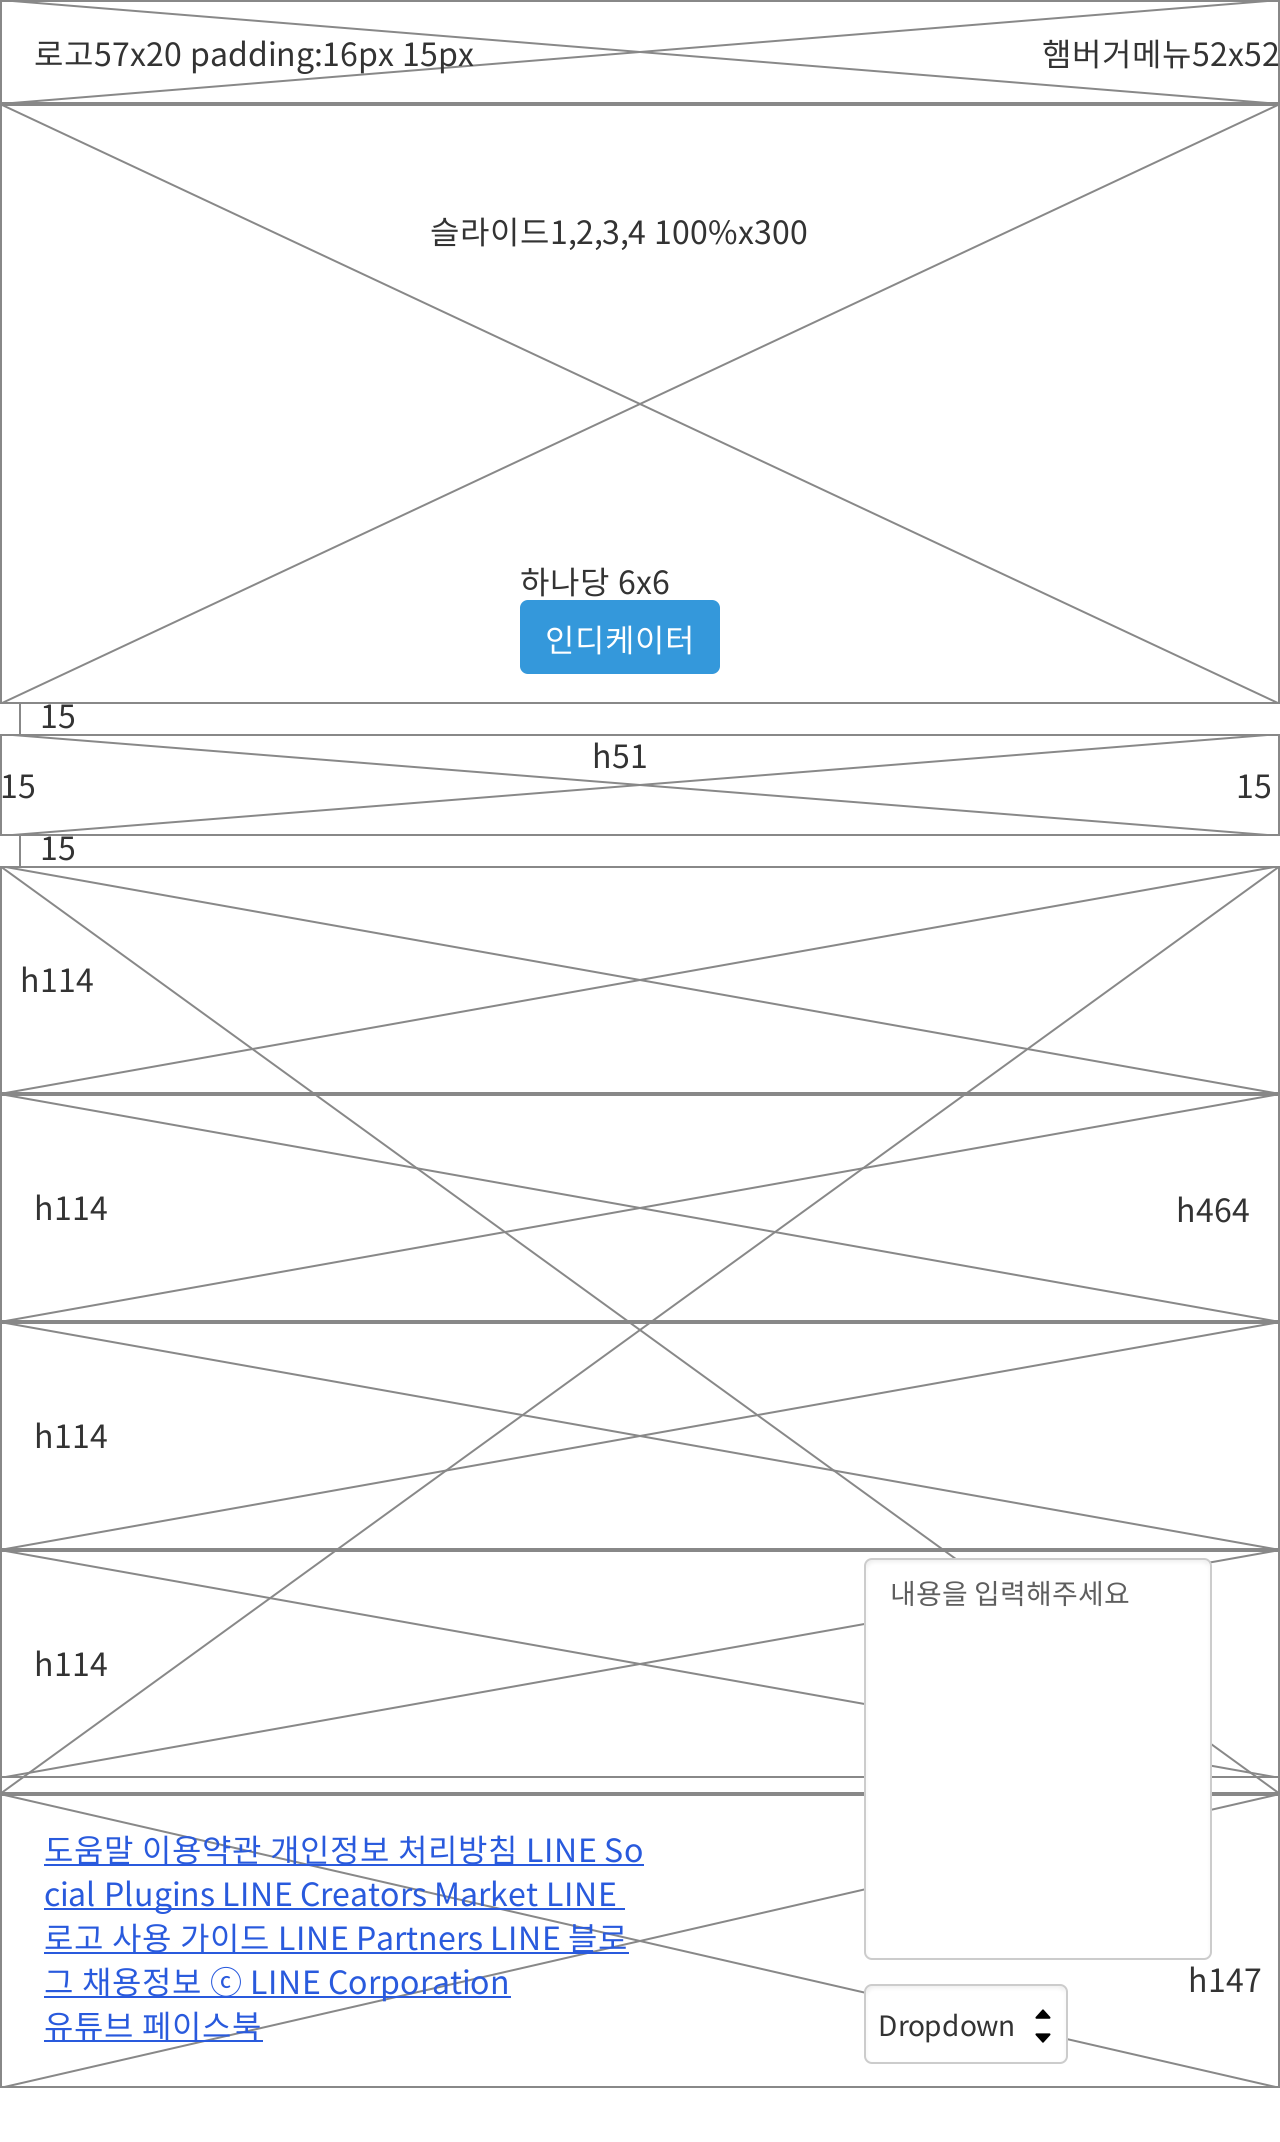 로고57x20 padding:16px 15px
햄버거메뉴52x52
슬라이드1,2,3,4 100%x300
하나당 6x6
인디케이터
15
h51
15
15
15
h114
h114
h464
h114
h114
내용을 입력해주세요
도움말 이용약관 개인정보 처리방침 LINE So
cial Plugins LINE Creators Market LINE
로고 사용 가이드 LINE Partners LINE 블로
그 채용정보 ⓒ LINE Corporation
유튜브 페이스북
h147
Dropdown